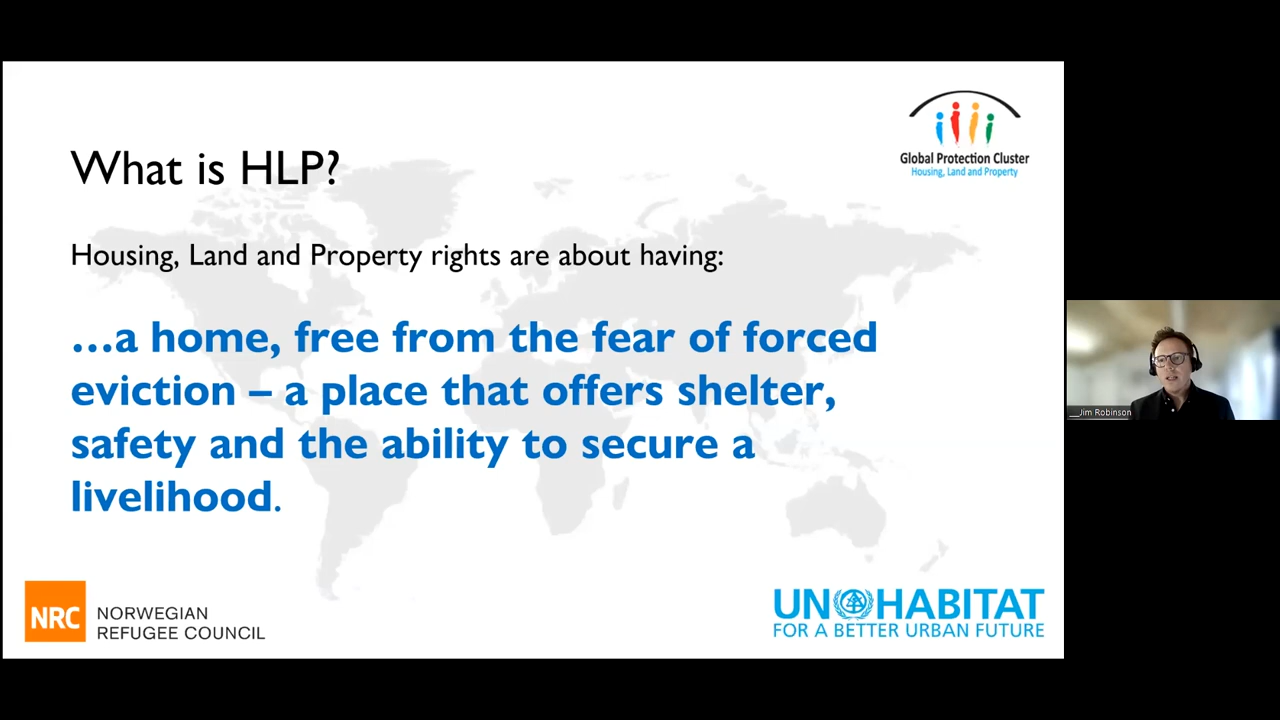 Global Protection Cluster
Housing, Land and Property
What is HLP?
Housing, Land and Property rights are about having:
…a home, free from the fear of forced
eviction – a place that offers shelter,
safety and the ability to secure a
livelihood.
Jim Robinson
NRC
NORWEGIAN
REFUGEE COUNCIL
UN HABITAT
FOR A BETTER URBAN FUTURE